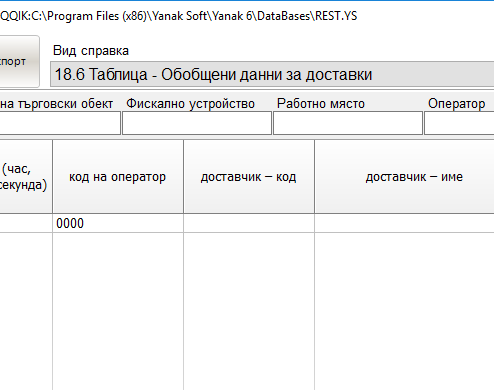 QQIK:C:\Program Files (x86)\Yanak Soft\Yanak 6\DataBases\REST.YS
Вид справка
порт
18.6 Таблица - Обобщени данни за доставки
на търговски обект Фискално устройство Работно място Оператор
(час, секунда) код на оператор доставчик – код доставчик – име
0000